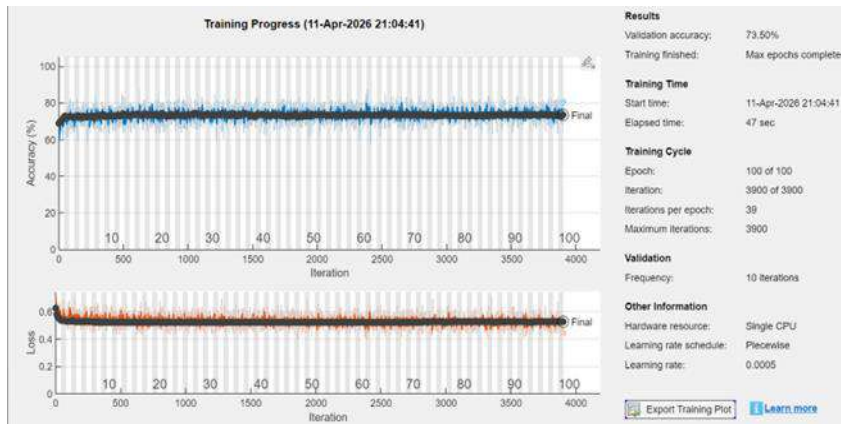 Training Progress (11-Apr-2026 21:04:41)
100
80
60
40
20
0
Accuracy (%)
Final
10 20 30 40 50 60 70 80 90 100
0 500 1000 1500 2000 2500 3000 3500 4000
Iteration
0.6
0.4
0.2
0
Loss
Final
10 20 30 40 50 60 70 80 90 100
0 500 1000 1500 2000 2500 3000 3500 4000
Iteration
Results
Validation accuracy: 73.50%
Training finished: Max epochs complete
Training Time
Start time: 11-Apr-2026 21:04:41
Elapsed time: 47 sec
Training Cycle
Epoch: 100 of 100
Iteration: 3900 of 3900
Iterations per epoch: 39
Maximum iterations: 3900
Validation
Frequency: 10 iterations
Other Information
Hardware resource: Single CPU
Learning rate schedule: Piecewise
Learning rate: 0.0005
Export Training Plot
Learn more